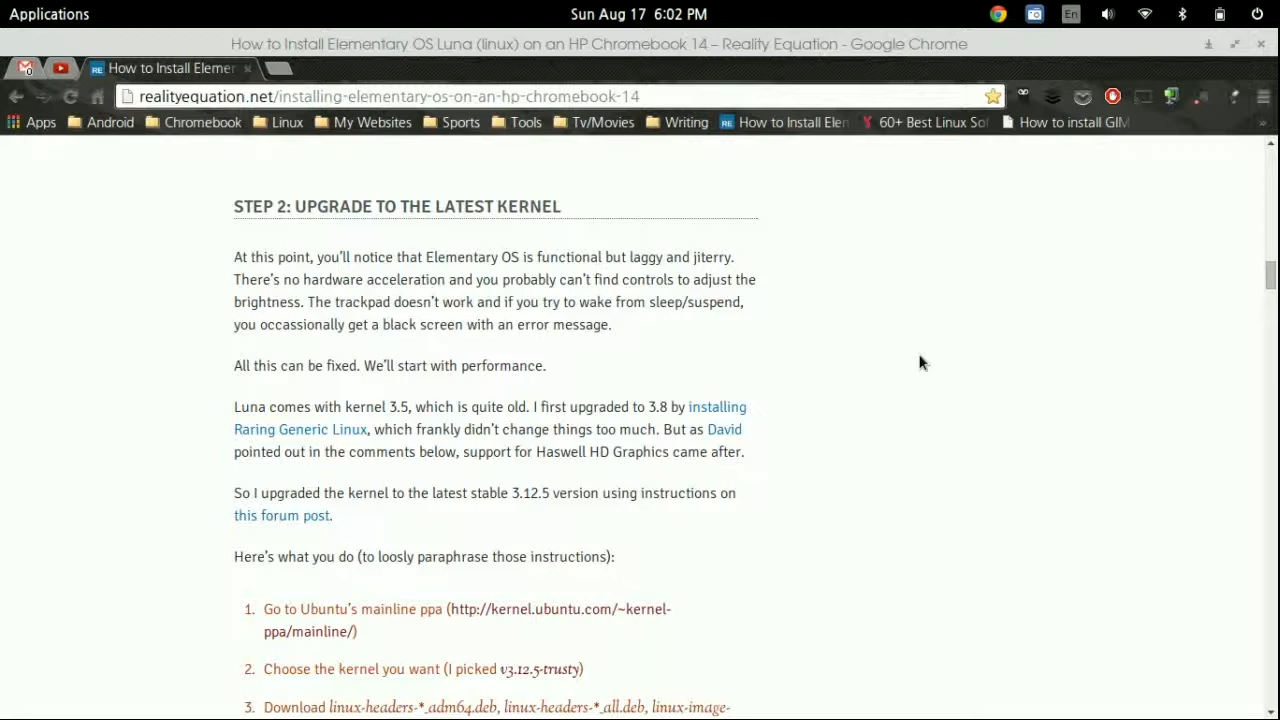 Applications
Sun Aug 17 6:02 PM
En
How to Install Elementary OS Luna (linux) on an HP Chromebook 14 – Reality Equation - Google Chrome
0
RE How to Install Elemer
realityequation.net/installing-elementary-os-on-an-hp-chromebook-14
Apps Android Chromebook Linux My Websites Sports Tools Tv/Movies Writing RE How to Install Elen 60+ Best Linux Sof How to install GIM »
STEP 2: UPGRADE TO THE LATEST KERNEL
At this point, you'll notice that Elementary OS is functional but laggy and jiterry.
There's no hardware acceleration and you probably can't find controls to adjust the
brightness. The trackpad doesn't work and if you try to wake from sleep/suspend,
you occassionally get a black screen with an error message.
All this can be fixed. We'll start with performance.
Luna comes with kernel 3.5, which is quite old. I first upgraded to 3.8 by installing
Raring Generic Linux, which frankly didn't change things too much. But as David
pointed out in the comments below, support for Haswell HD Graphics came after.
So I upgraded the kernel to the latest stable 3.12.5 version using instructions on
this forum post.
Here's what you do (to loosly paraphrase those instructions):
1. Go to Ubuntu's mainline ppa (http://kernel.ubuntu.com/~kernel-
ppa/mainline/)
2. Choose the kernel you want (I picked v3.12.5-trusty)
3. Download linux-headers-*_adm64.deb, linux-headers-*_all.deb, linux-image-